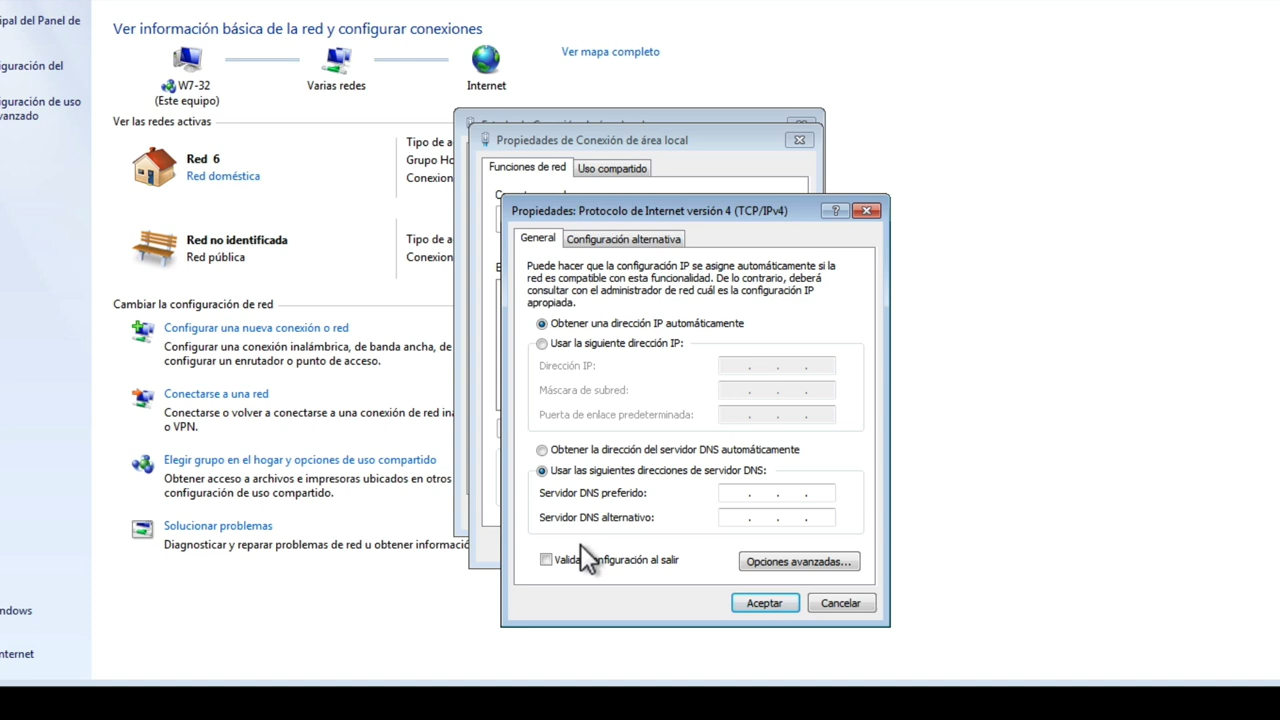 ipal del Panel de
iguración del
iguración de uso
vanzado
ndows
nternet
Ver información básica de la red y configurar conexiones
Ver mapa completo
W7-32
(Este equipo)
Varias redes
Internet
Ver las redes activas
Red 6
Red doméstica
Tipo de a
Grupo Ho
Conexion
Red no identificada
Red pública
Tipo de a
Conexion
Cambiar la configuración de red
Configurar una nueva conexión o red
Configurar una conexión inalámbrica, de banda ancha, de
configurar un enrutador o punto de acceso.
Conectarse a una red
Conectarse o volver a conectarse a una conexión de red ina
o VPN.
Elegir grupo en el hogar y opciones de uso compartido
Obtener acceso a archivos e impresoras ubicados en otros
configuración de uso compartido.
Solucionar problemas
Diagnosticar y reparar problemas de red u obtener informació
Propiedades de Conexión de área local
Funciones de red
Uso compartido
Propiedades: Protocolo de Internet versión 4 (TCP/IPv4)
General
Configuración alternativa
Puede hacer que la configuración IP se asigne automáticamente si la
red es compatible con esta funcionalidad. De lo contrario, deberá
consultar con el administrador de red cuál es la configuración IP
apropiada.
Obtener una dirección IP automáticamente
Usar la siguiente dirección IP:
Dirección IP:
Máscara de subred:
Puerta de enlace predeterminada:
Obtener la dirección del servidor DNS automáticamente
Usar las siguientes direcciones de servidor DNS:
Servidor DNS preferido:
Servidor DNS alternativo:
Valida nfiguración al salir
Opciones avanzadas...
Aceptar
Cancelar